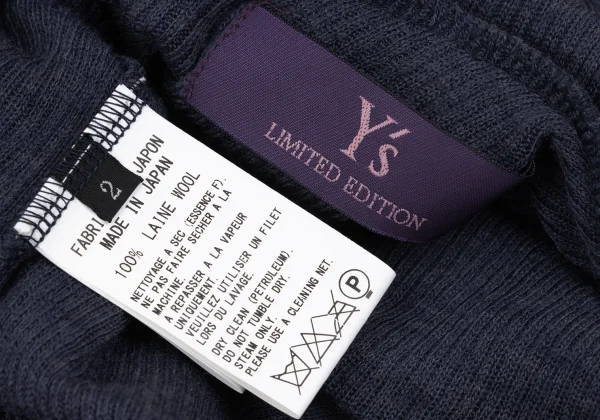 Y's
LIMITED EDITION
2
JAPON
MADE IN JAPAN
100% LAINE WOOL
NETTOYAGE A SEC (ESSENCE F).
NE PAS FAIRE SECHER A LA
MACHINE.
A REPASSER A LA VAPEUR
UNIQUEMENT.
VEUILLEZ UTILISER UN FILET
LORS DU LAVAGE.
DRY CLEAN (PETROLEUM).
DO NOT TUMBLE DRY.
STEAM ONLY.
PLEASE USE A CLEANING NET.
P